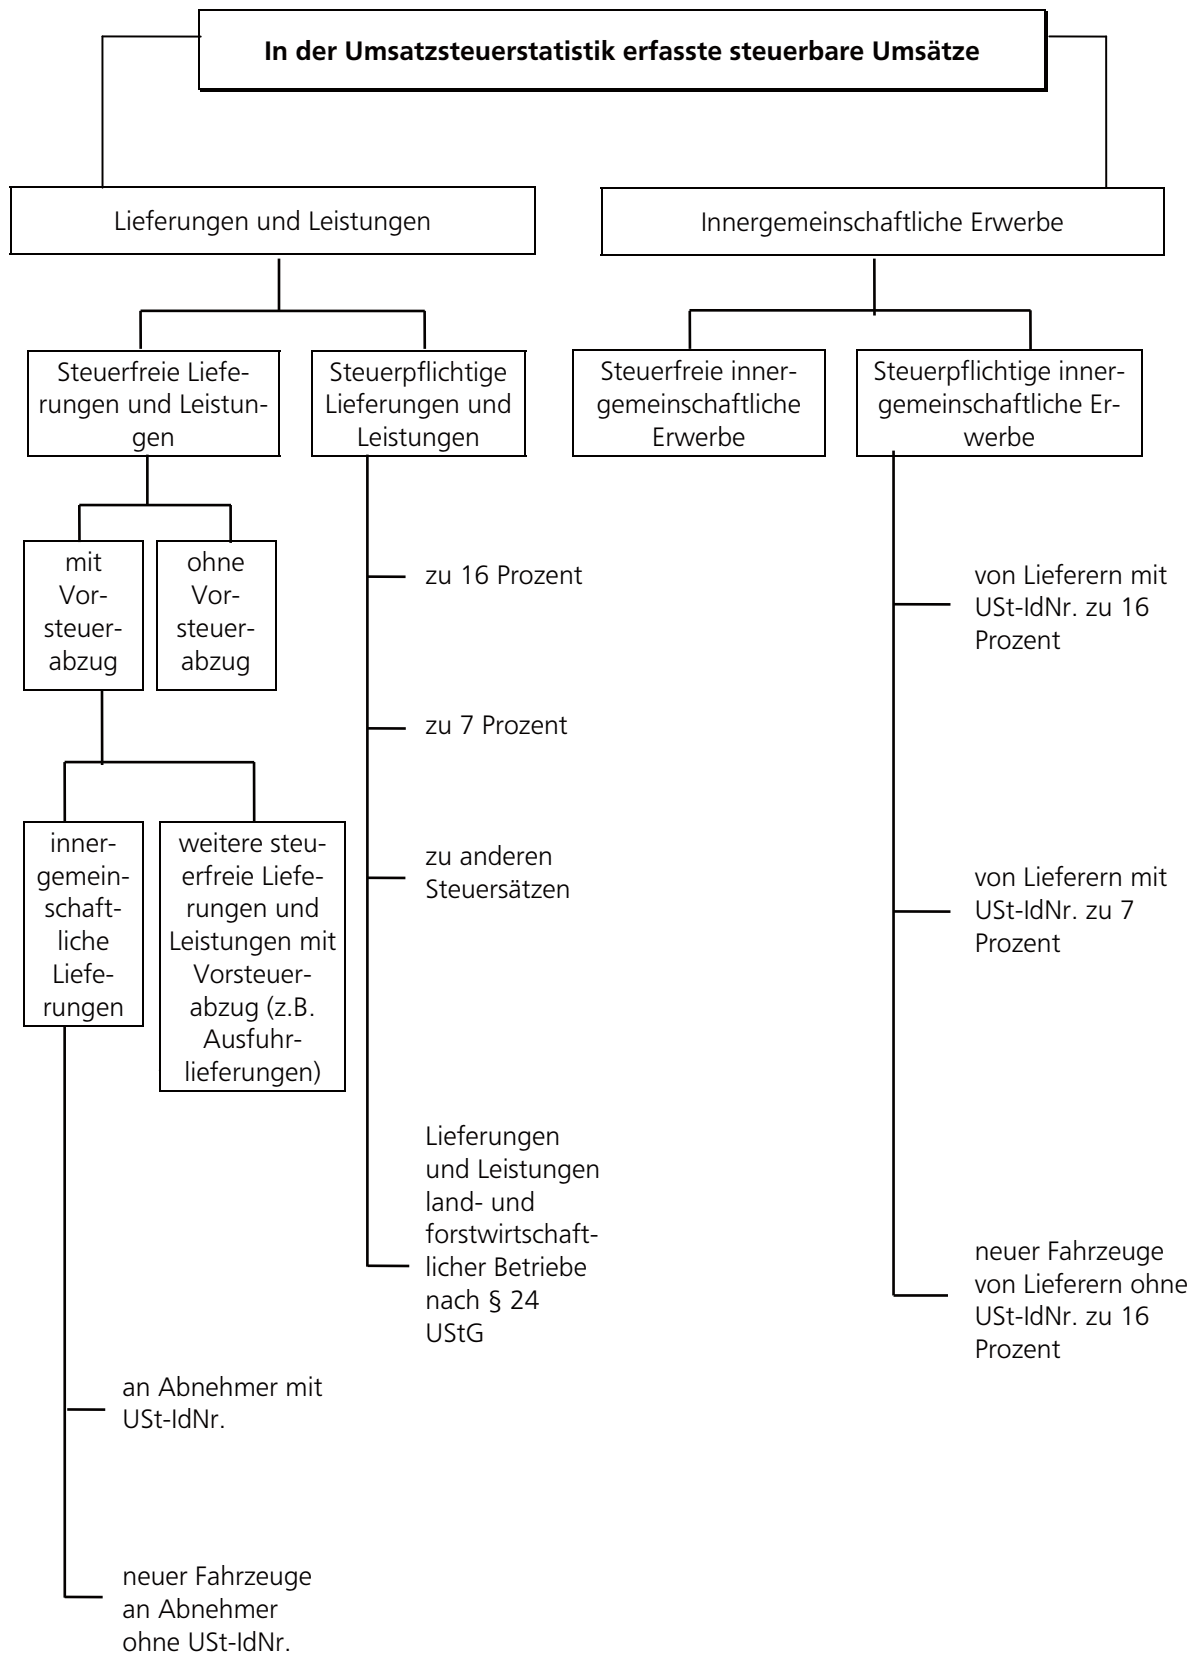 In der Umsatzsteuerstatistik erfasste steuerbare Umsätze
Lieferungen und Leistungen
Innergemeinschaftliche Erwerbe
Steuerfreie Liefe-
rungen und Leistun-
gen
Steuerpflichtige
Lieferungen und
Leistungen
Steuerfreie inner-
gemeinschaftliche
Erwerbe
Steuerpflichtige inner-
gemeinschaftliche Er-
werbe
mit
Vor-
steuer-
abzug
ohne
Vor-
steuer-
abzug
zu 16 Prozent
von Lieferern mit
USt-IdNr. zu 16
Prozent
zu 7 Prozent
inner-
gemein-
schaft-
liche
Liefe-
rungen
weitere steu-
erfreie Liefe-
rungen und
Leistungen mit
Vorsteuer-
abzug (z.B.
Ausfuhr-
lieferungen)
zu anderen
Steuersätzen
von Lieferern mit
USt-IdNr. zu 7
Prozent
Lieferungen
und Leistungen
land- und
forstwirtschaft-
licher Betriebe
nach § 24
UStG
neuer Fahrzeuge
von Lieferern ohne
USt-IdNr. zu 16
Prozent
an Abnehmer mit
USt-IdNr.
neuer Fahrzeuge
an Abnehmer
ohne USt-IdNr.